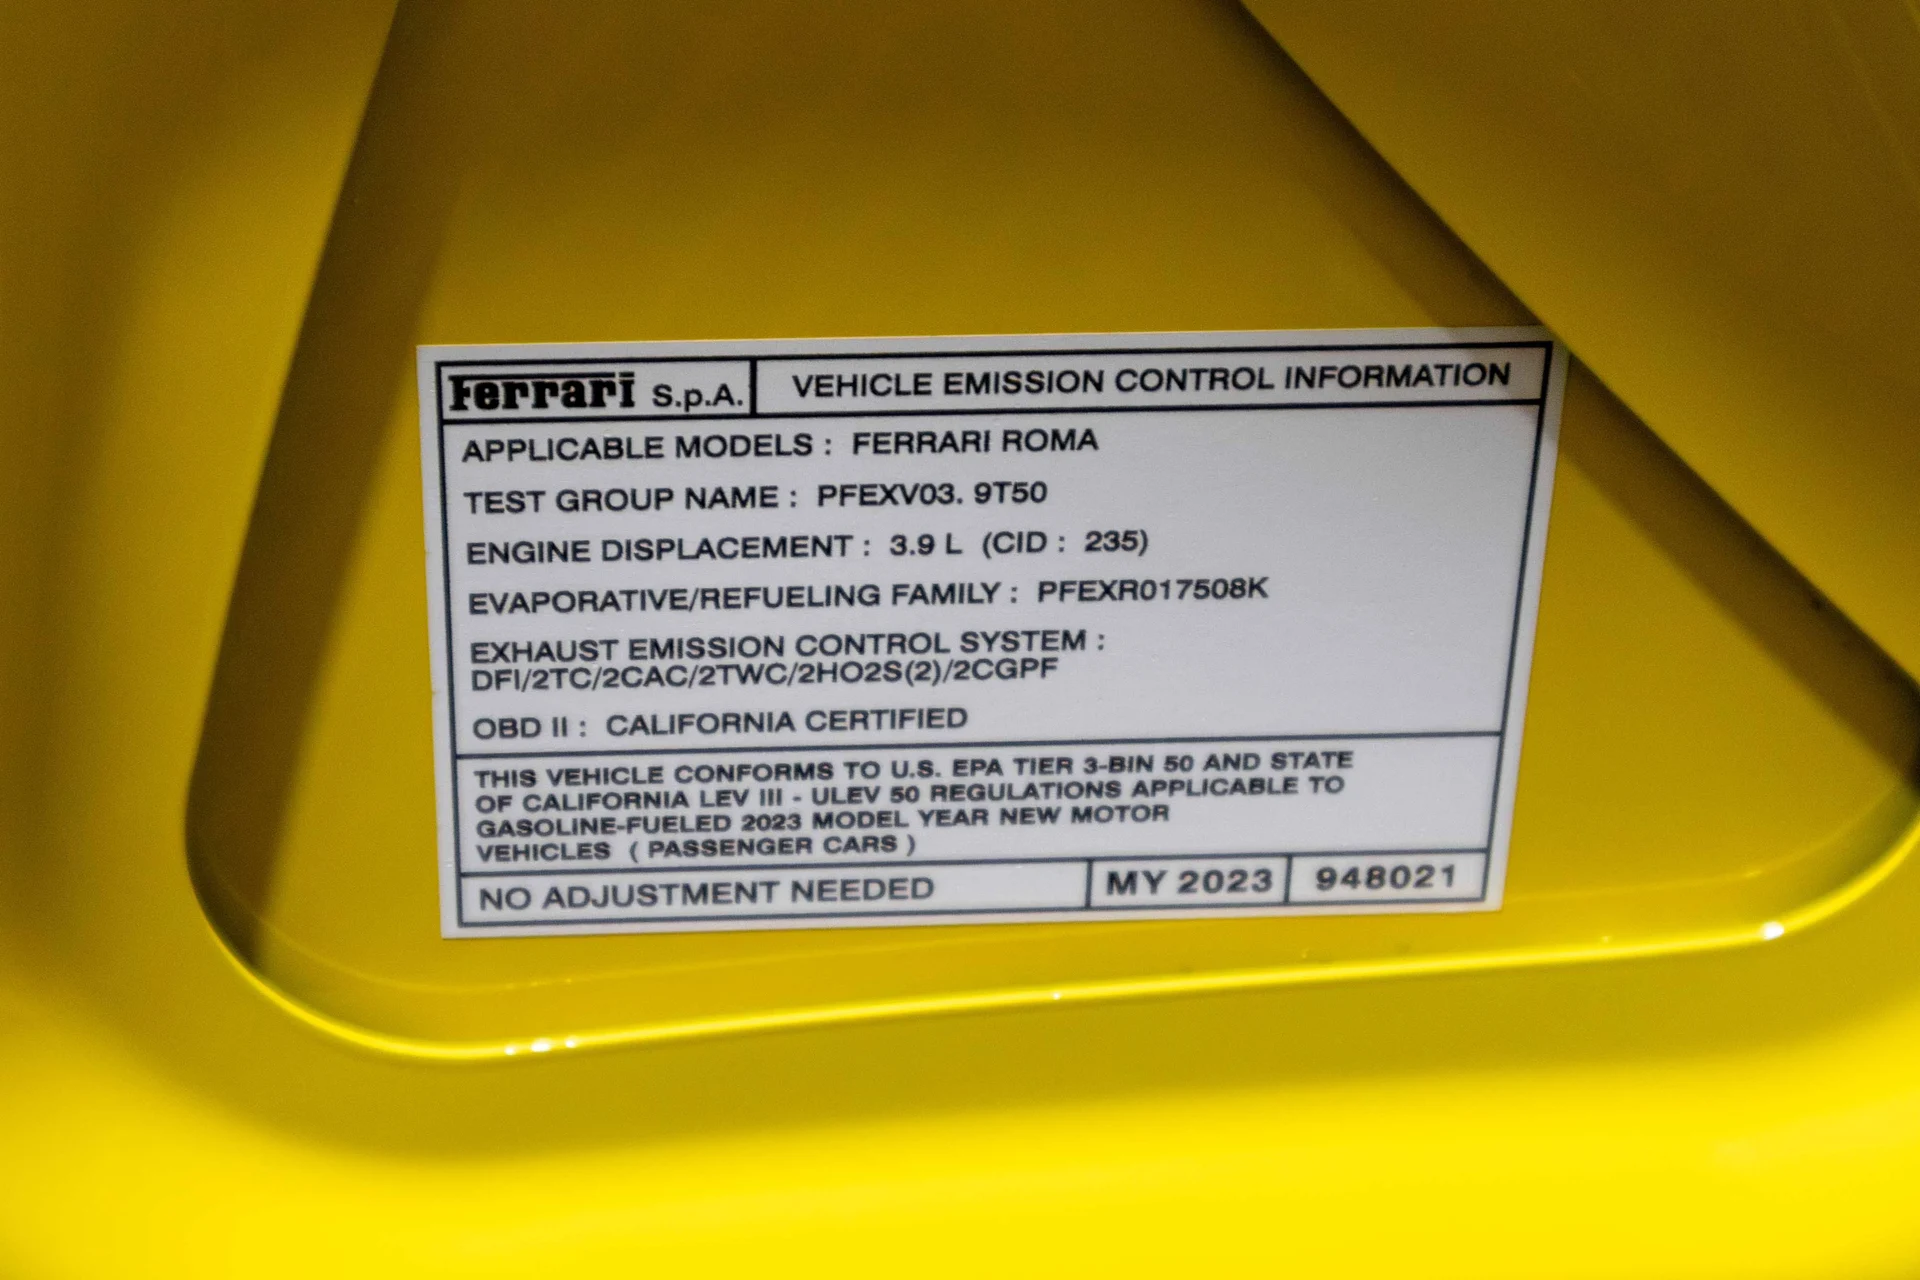 Ferrari S.p.A. VEHICLE EMISSION CONTROL INFORMATION
APPLICABLE MODELS : FERRARI ROMA
TEST GROUP NAME : PFEXV03. 9T50
ENGINE DISPLACEMENT : 3.9 L (CID : 235)
EVAPORATIVE/REFUELING FAMILY : PFEXR017508K
EXHAUST EMISSION CONTROL SYSTEM :
DFI/2TC/2CAC/2TWC/2HO2S(2)/2CGPF
OBD II : CALIFORNIA CERTIFIED
THIS VEHICLE CONFORMS TO U.S. EPA TIER 3-BIN 50 AND STATE
OF CALIFORNIA LEV III - ULEV 50 REGULATIONS APPLICABLE TO
GASOLINE-FUELED 2023 MODEL YEAR NEW MOTOR
VEHICLES ( PASSENGER CARS )
NO ADJUSTMENT NEEDED MY 2023 948021